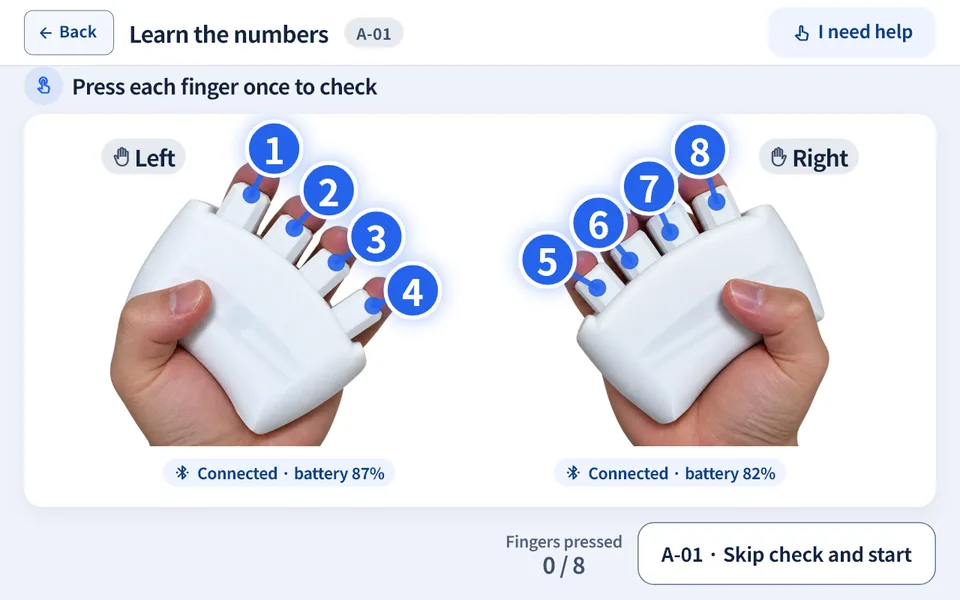 Back
Learn the numbers
A-01
I need help
Press each finger once to check
Left
1
2
3
4
5
6
7
8
Right
Connected · battery 87%
Connected · battery 82%
Fingers pressed
0 / 8
A-01 · Skip check and start